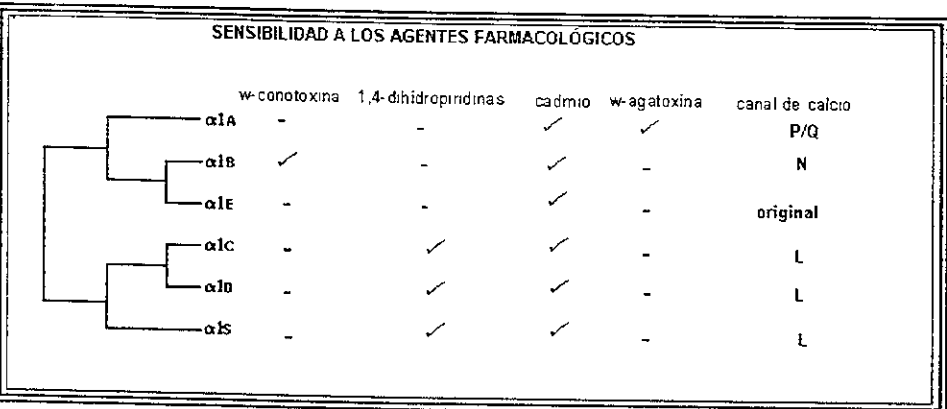 SENSIBILIDAD A LOS AGENTES FARMACOLÓGICOS
w-conotoxina 1,4-dihidropiridinas cadmio w-agatoxina canal de calcio
α1A - - ✓ ✓ P/Q
α1B ✓ - ✓ - N
α1E - - ✓ - original
α1C - ✓ ✓ - L
α1D - ✓ ✓ - L
α1S - ✓ ✓ - L